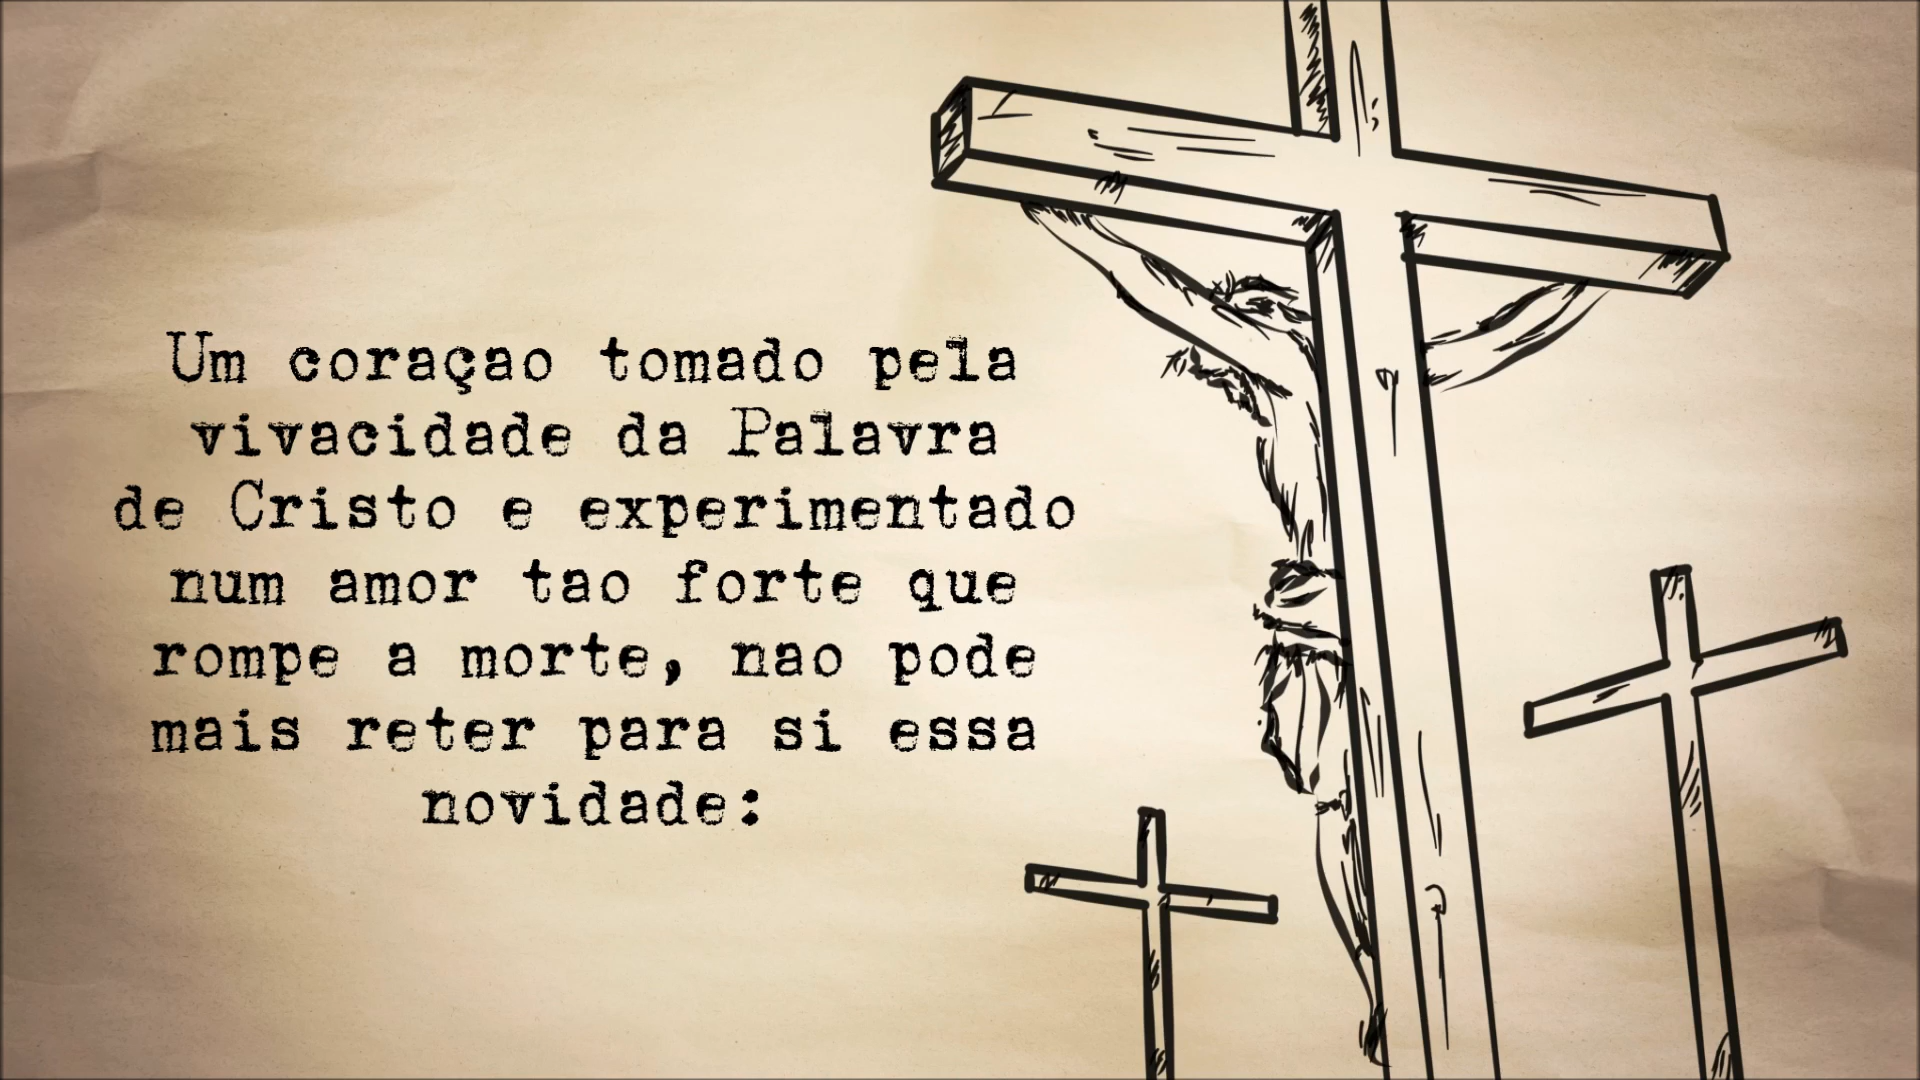 Um coraçao tomado pela
vivacidade da Palavra
de Cristo e experimentado
num amor tao forte que
rompe a morte, nao pode
mais reter para si essa
novidade: